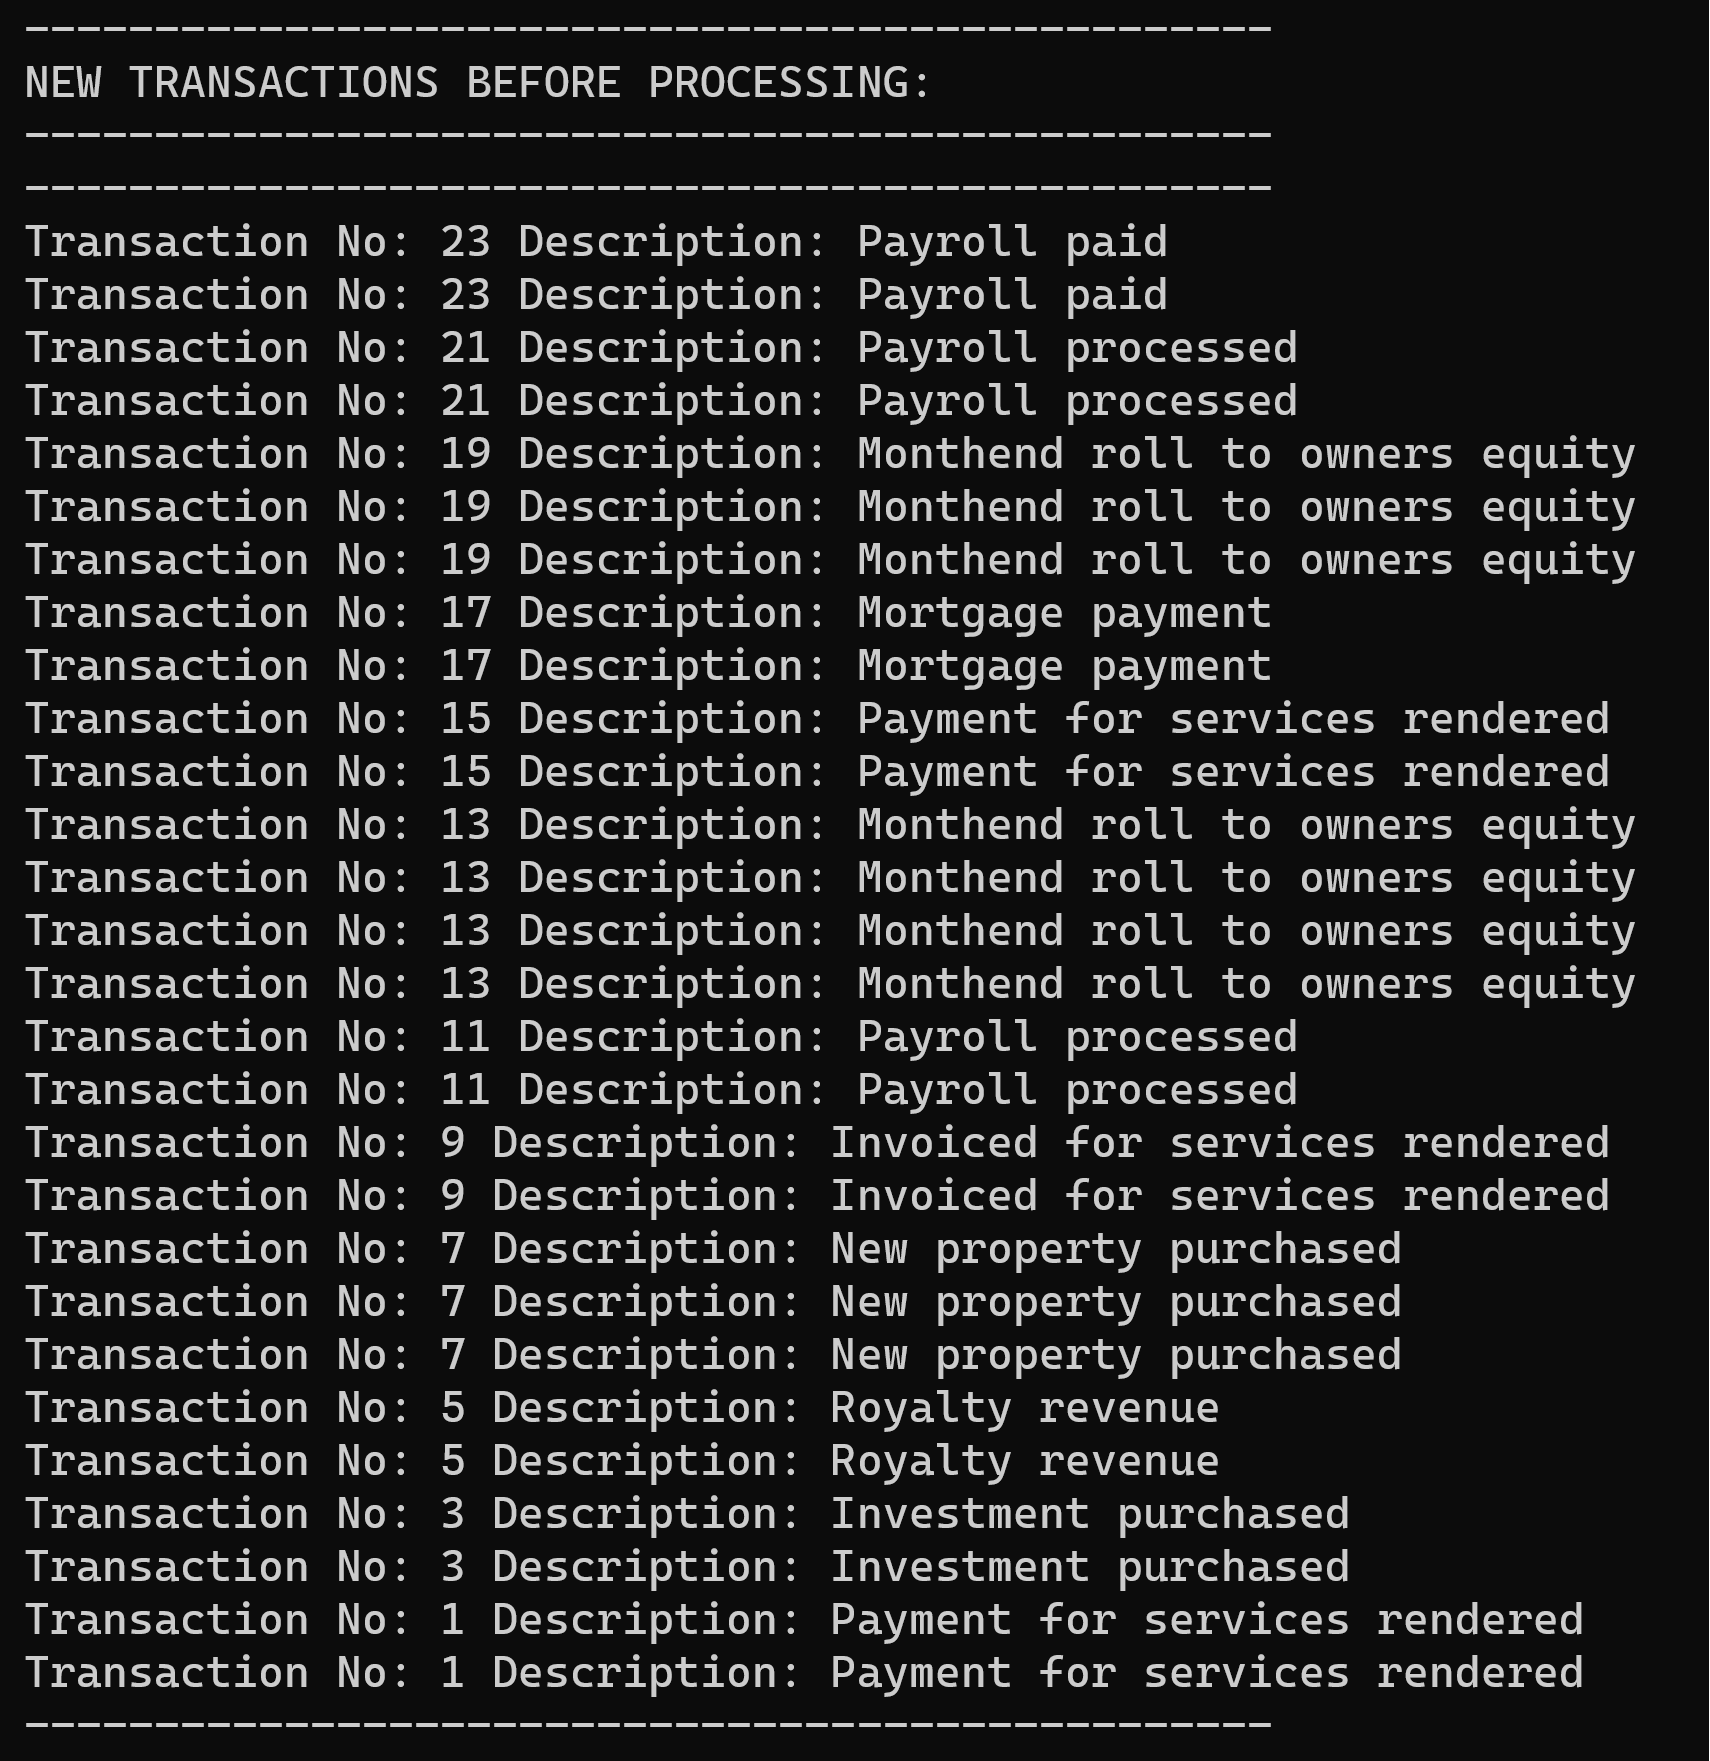 ------------------------------------------------
NEW TRANSACTIONS BEFORE PROCESSING:
------------------------------------------------
------------------------------------------------
Transaction No: 23 Description: Payroll paid
Transaction No: 23 Description: Payroll paid
Transaction No: 21 Description: Payroll processed
Transaction No: 21 Description: Payroll processed
Transaction No: 19 Description: Monthend roll to owners equity
Transaction No: 19 Description: Monthend roll to owners equity
Transaction No: 19 Description: Monthend roll to owners equity
Transaction No: 17 Description: Mortgage payment
Transaction No: 17 Description: Mortgage payment
Transaction No: 15 Description: Payment for services rendered
Transaction No: 15 Description: Payment for services rendered
Transaction No: 13 Description: Monthend roll to owners equity
Transaction No: 13 Description: Monthend roll to owners equity
Transaction No: 13 Description: Monthend roll to owners equity
Transaction No: 13 Description: Monthend roll to owners equity
Transaction No: 11 Description: Payroll processed
Transaction No: 11 Description: Payroll processed
Transaction No: 9 Description: Invoiced for services rendered
Transaction No: 9 Description: Invoiced for services rendered
Transaction No: 7 Description: New property purchased
Transaction No: 7 Description: New property purchased
Transaction No: 7 Description: New property purchased
Transaction No: 5 Description: Royalty revenue
Transaction No: 5 Description: Royalty revenue
Transaction No: 3 Description: Investment purchased
Transaction No: 3 Description: Investment purchased
Transaction No: 1 Description: Payment for services rendered
Transaction No: 1 Description: Payment for services rendered
------------------------------------------------